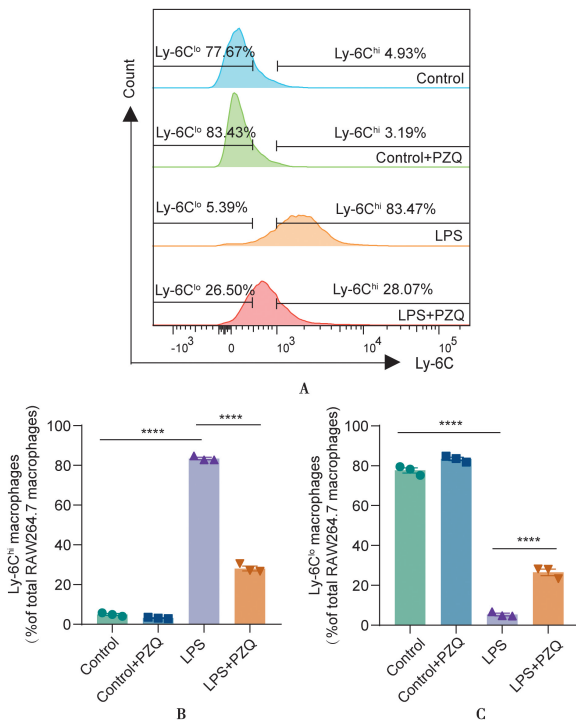 Count
Ly-6Clo 77.67%
Ly-6Chi 4.93%
Control
Ly-6Clo 83.43%
Ly-6Chi 3.19%
Control+PZQ
Ly-6Clo 5.39%
Ly-6Chi 83.47%
LPS
Ly-6Clo 26.50%
Ly-6Chi 28.07%
LPS+PZQ
-10³ 0 10³ 10⁴ 10⁵
Ly-6C
A
Ly-6Chi macrophages
(%of total RAW264.7 macrophages)
100
80
60
40
20
0
****
****
Control
Control+PZQ
LPS
LPS+PZQ
B
Ly-6Clo macrophages
(%of total RAW264.7 macrophages)
100
80
60
40
20
0
****
****
Control
Control+PZQ
LPS
LPS+PZQ
C